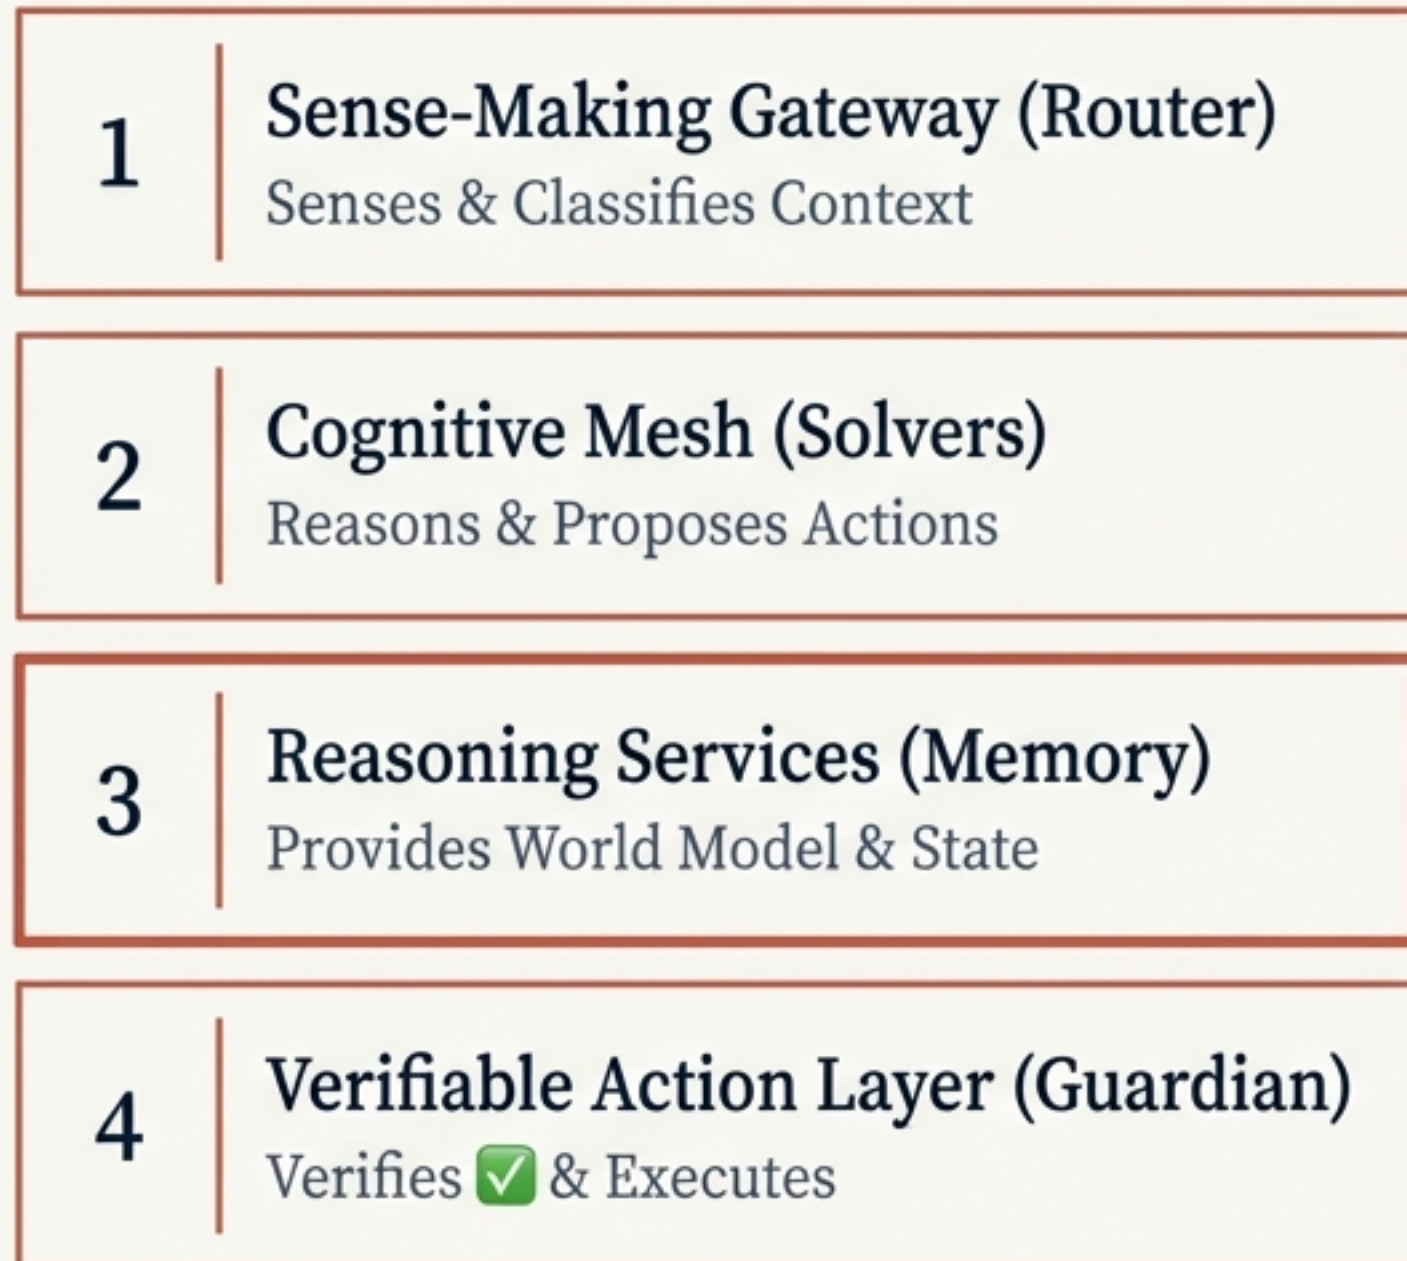 1
Sense-Making Gateway (Router)
Senses & Classifies Context
2
Cognitive Mesh (Solvers)
Reasons & Proposes Actions
3
Reasoning Services (Memory)
Provides World Model & State
4
Verifiable Action Layer (Guardian)
Verifies ✅ & Executes